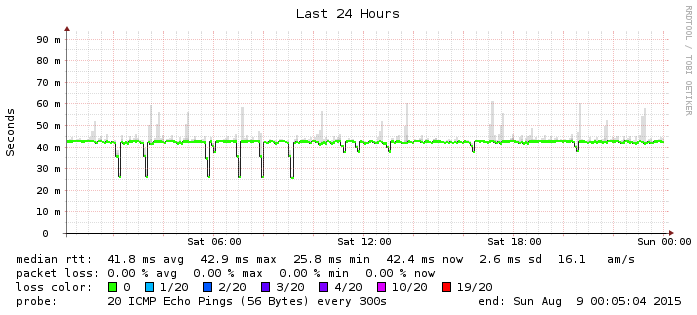 Last 24 Hours
RRDTOOL / TOBI OETIKER
Seconds
90 m
80 m
70 m
60 m
50 m
40 m
30 m
20 m
10 m
0
Sat 06:00 Sat 12:00 Sat 18:00 Sun 00:00
median rtt: 41.8 ms avg 42.9 ms max 25.8 ms min 42.4 ms now 2.6 ms sd 16.1 am/s
packet loss: 0.00 % avg 0.00 % max 0.00 % min 0.00 % now
loss color: 0 1/20 2/20 3/20 4/20 10/20 19/20
probe: 20 ICMP Echo Pings (56 Bytes) every 300s end: Sun Aug 9 00:05:04 2015